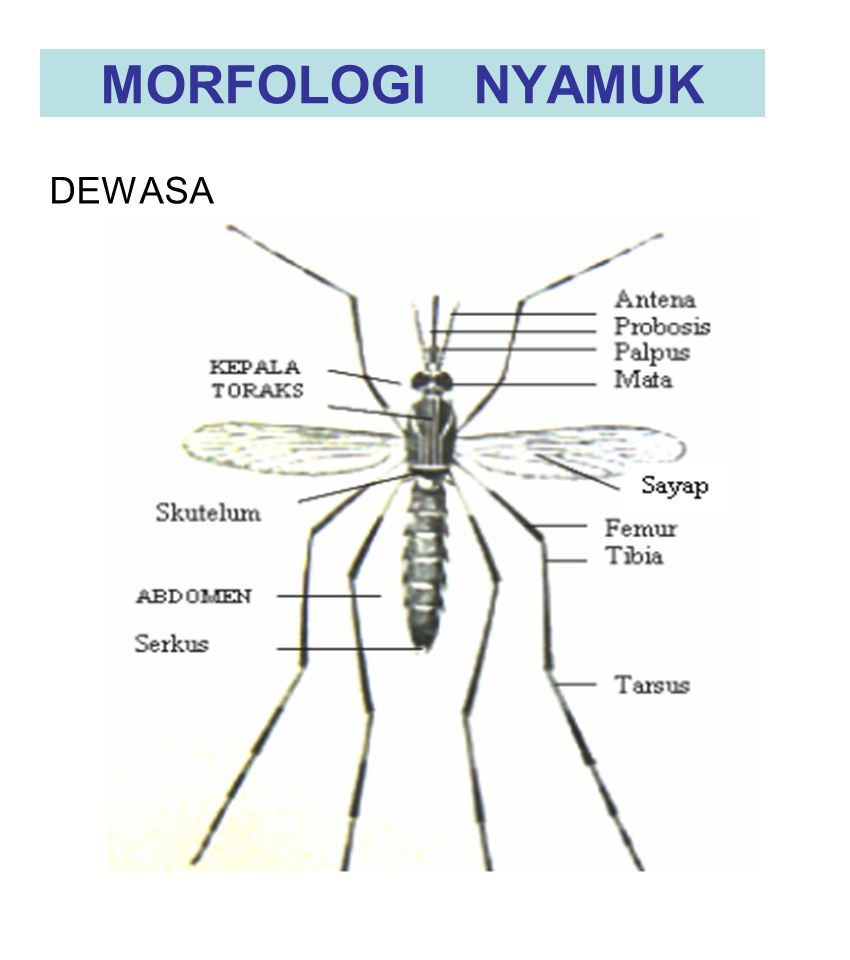 MORFOLOGI NYAMUK
DEWASA
Antena
Probosis
Palpus
Mata
KEPALA
TORAKS
Sayap
Skutelum
Femur
Tibia
ABDOMEN
Serkus
Tarsus